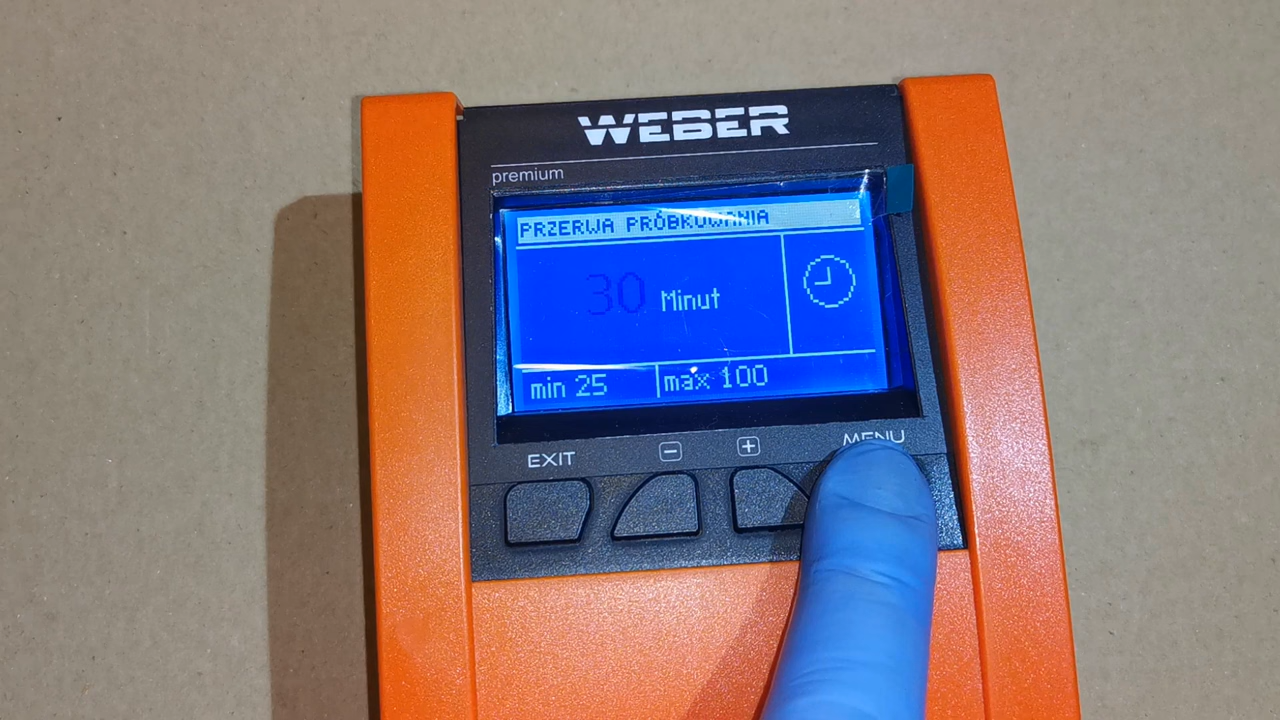 WEBER
premium
PRZERWA PRÓBKOWANIA
30 Minut
min 25 max 100
EXIT - + MENU